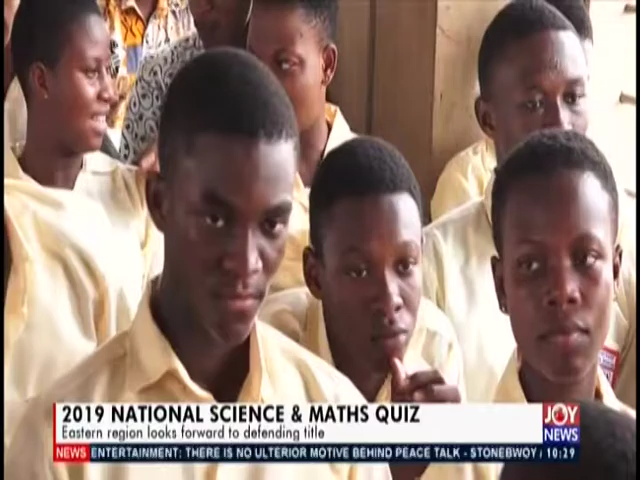 2019 NATIONAL SCIENCE & MATHS QUIZ
Eastern region looks forward to defending title
JOY
NEWS
NEWS ENTERTAINMENT: THERE IS NO ULTERIOR MOTIVE BEHIND PEACE TALK - STONEBWOY 10:29